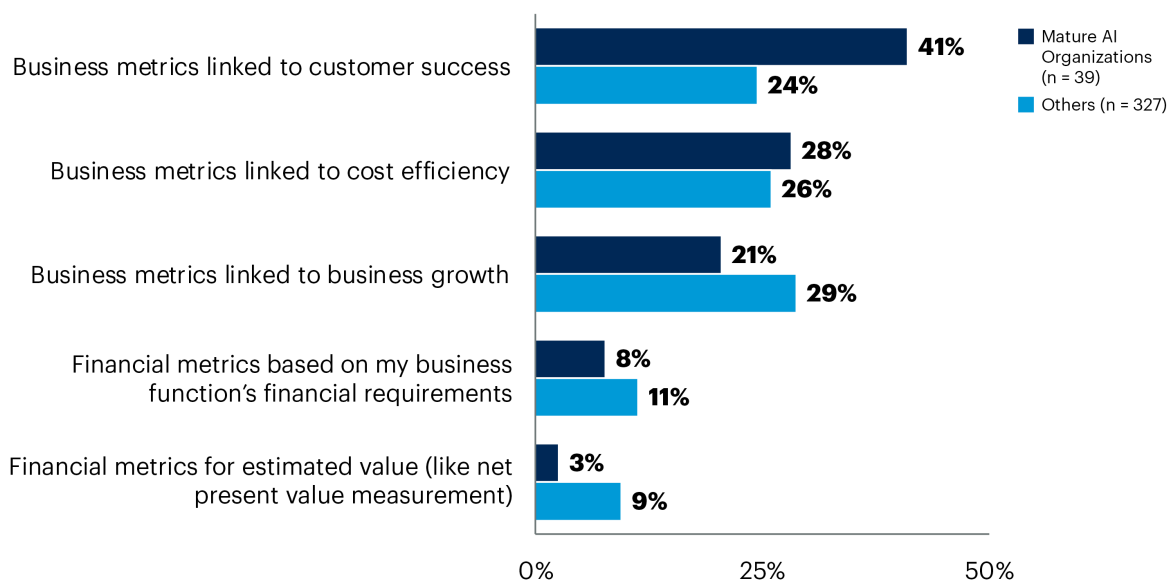 Business metrics linked to customer success
41%
24%
Mature AI
Organizations
(n = 39)
Others (n = 327)
Business metrics linked to cost efficiency
28%
26%
Business metrics linked to business growth
21%
29%
Financial metrics based on my business
function’s financial requirements
8%
11%
Financial metrics for estimated value (like net
present value measurement)
3%
9%
0%
25%
50%